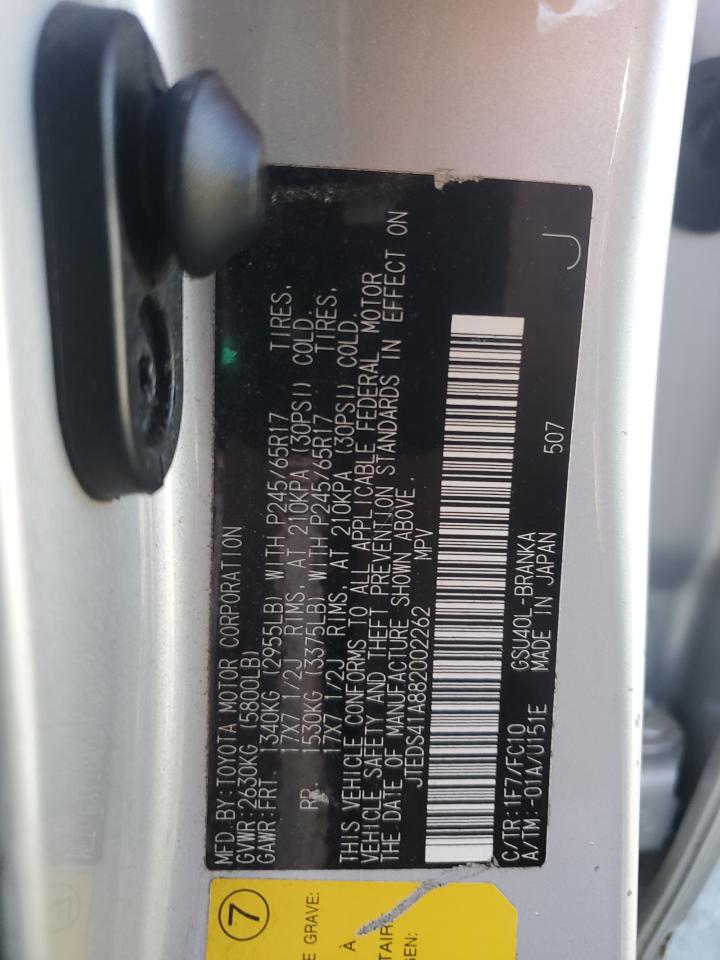 MFD. BY:TOYOTA MOTOR CORPORATION
GVWR:2630KG (5800LB)
GAWR:FRT. 1340KG (2955LB) WITH P245/65R17 TIRES,
17X7 1/2J RIMS, AT 210KPA (30PSI) COLD.
RR. 1530KG (3375LB) WITH P245/65R17 TIRES,
17X7 1/2J RIMS, AT 210KPA (30PSI) COLD.
THIS VEHICLE CONFORMS TO ALL APPLICABLE FEDERAL MOTOR
VEHICLE SAFETY AND THEFT PREVENTION STANDARDS IN EFFECT ON
THE DATE OF MANUFACTURE SHOWN ABOVE.
JTEDS41A882002262 MPV
C/TR:1F7/FC10 GSU40L-BRANKA
A/TM:-01A/U151E MADE IN JAPAN 507
J
7
E GRAVE:
À
TAIR
GEN: